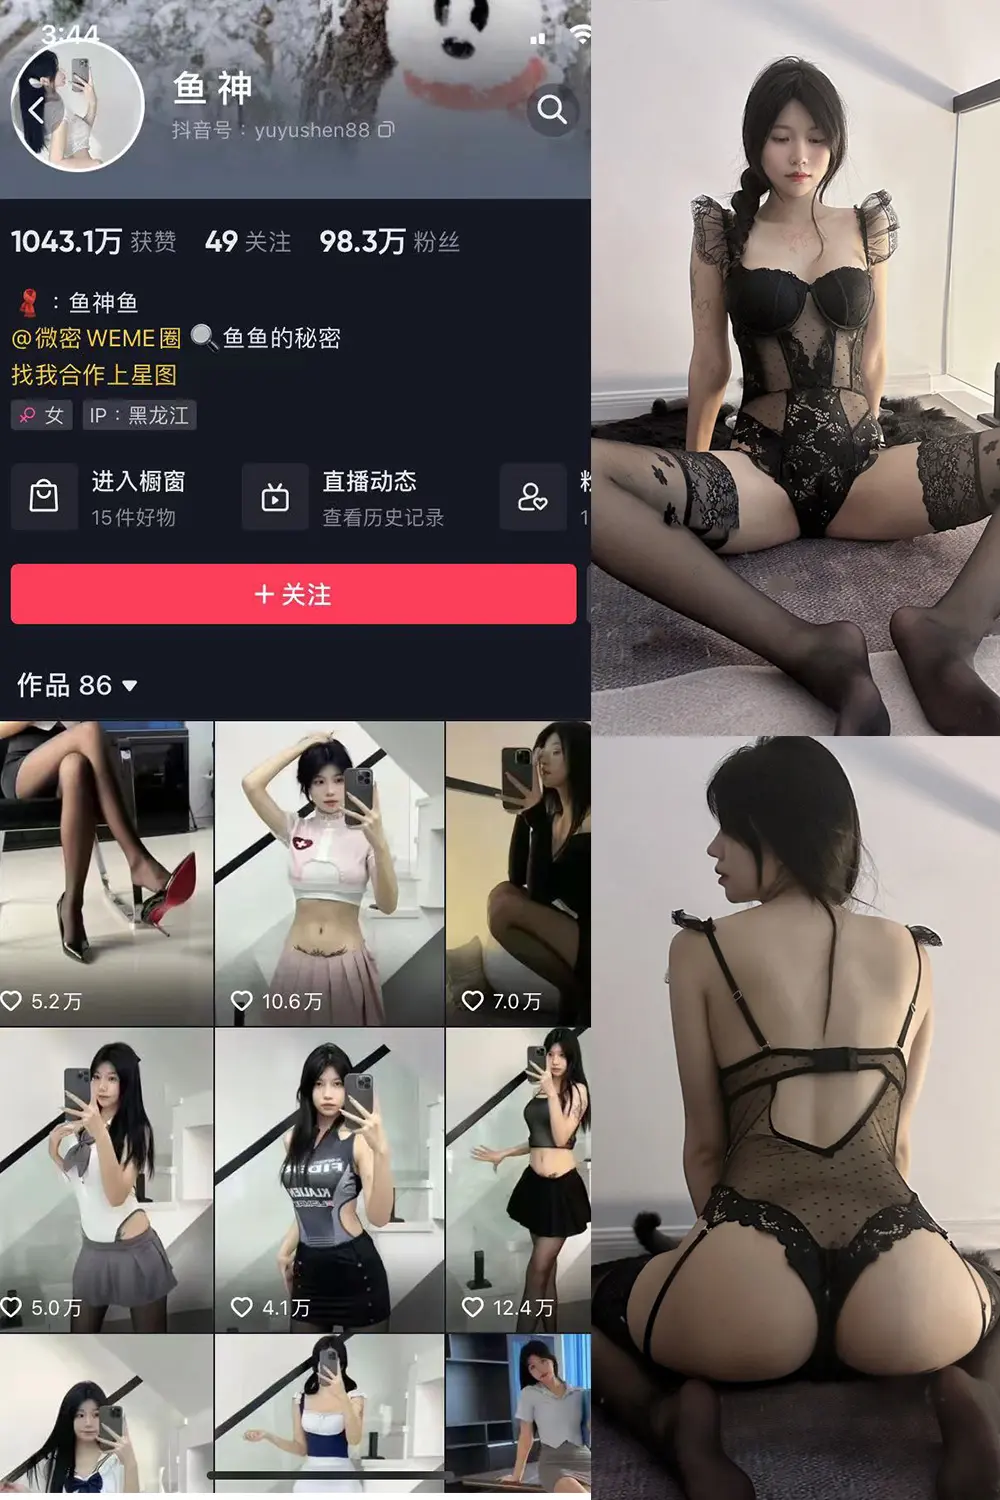 3:44
鱼神
抖音号：yuyushen88
1043.1万 获赞 49 关注 98.3万 粉丝
：鱼神鱼
@微密WEME圈 鱼鱼的秘密
找我合作上星图
女 IP：黑龙江
进入橱窗
15件好物
直播动态
查看历史记录
1
+ 关注
作品 86
5.2万
10.6万
7.0万
5.0万
4.1万
12.4万